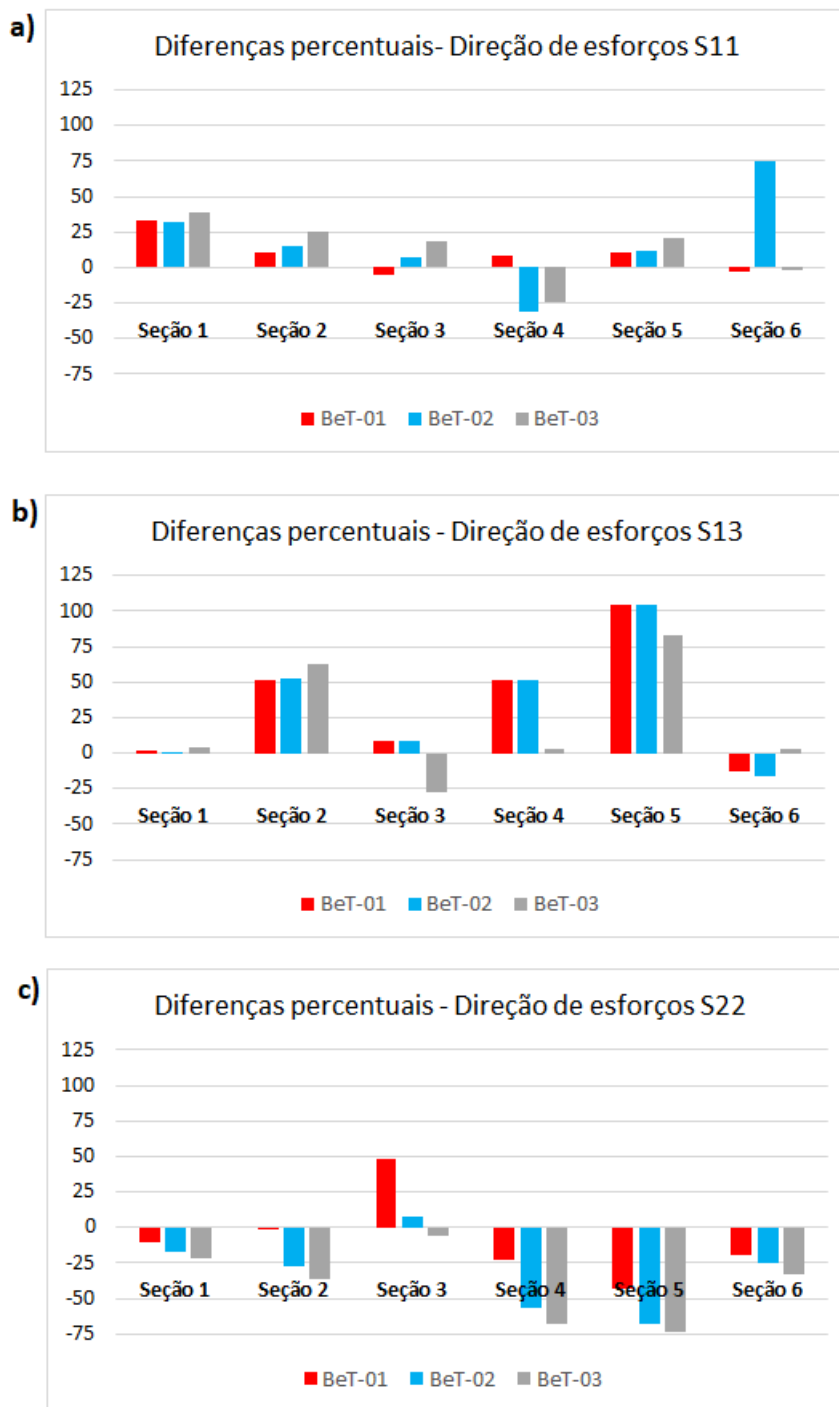 a)
Diferenças percentuais- Direção de esforços S11
125
100
75
50
25
0
-25
-50
-75
Seção 1 Seção 2 Seção 3 Seção 4 Seção 5 Seção 6
BeT-01 BeT-02 BeT-03
b)
Diferenças percentuais - Direção de esforços S13
125
100
75
50
25
0
-25
-50
-75
Seção 1 Seção 2 Seção 3 Seção 4 Seção 5 Seção 6
BeT-01 BeT-02 BeT-03
c)
Diferenças percentuais - Direção de esforços S22
125
100
75
50
25
0
-25
-50
-75
Seção 1 Seção 2 Seção 3 Seção 4 Seção 5 Seção 6
BeT-01 BeT-02 BeT-03